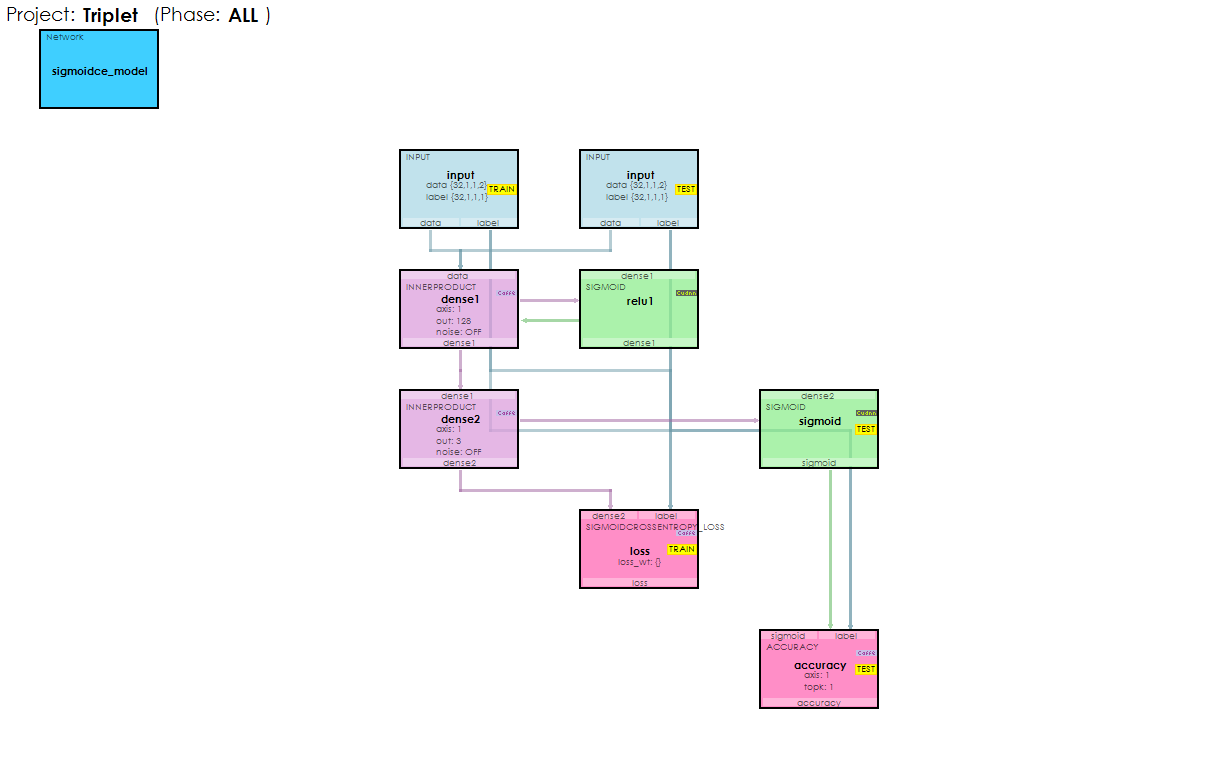 Project: Triplet (Phase: ALL )
Network
sigmoidce_model
INPUT
input
data {32,1,1,2}
TRAIN
label {32,1,1,1}
data label
INPUT
input
data {32,1,1,2}
TEST
label {32,1,1,1}
data label
data
INNERPRODUCT
Caffe
dense1
axis: 1
out: 128
noise: OFF
dense1
dense1
SIGMOID
Cudnn
relu1
dense1
dense1
INNERPRODUCT
Caffe
dense2
axis: 1
out: 3
noise: OFF
dense2
dense2
SIGMOID
Cudnn
sigmoid
TEST
sigmoid
dense2 label
SIGMOIDCROSSENTROPY_LOSS
Caffe
loss
TRAIN
loss_wt: {}
loss
sigmoid label
ACCURACY
Caffe
accuracy
TEST
axis: 1
topk: 1
accuracy